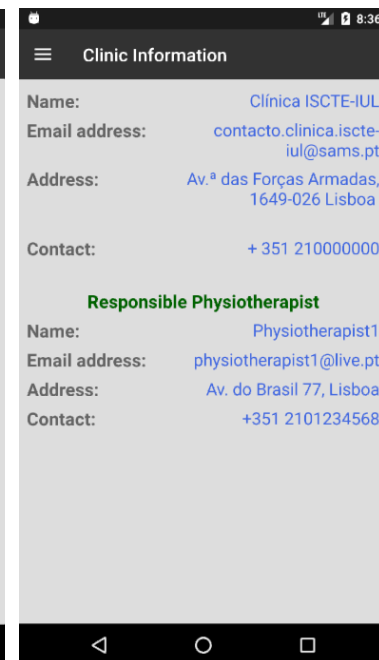 LTE 8:36
Clinic Information
Name: Clínica ISCTE-IUL
Email address: contacto.clinica.iscte-
iul@sams.pt
Address: Av.ª das Forças Armadas,
1649-026 Lisboa
Contact: + 351 210000000
Responsible Physiotherapist
Name: Physiotherapist1
Email address: physiotherapist1@live.pt
Address: Av. do Brasil 77, Lisboa
Contact: +351 2101234568